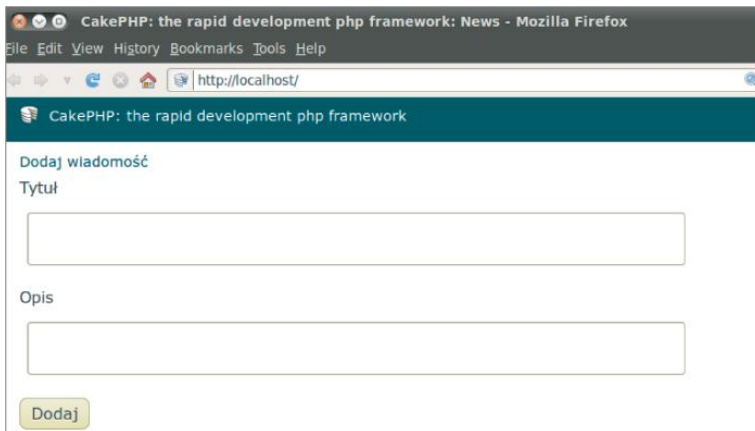 CakePHP: the rapid development php framework: News - Mozilla Firefox
File Edit View History Bookmarks Tools Help
http://localhost/
CakePHP: the rapid development php framework
Dodaj wiadomość
Tytuł
Opis
Dodaj